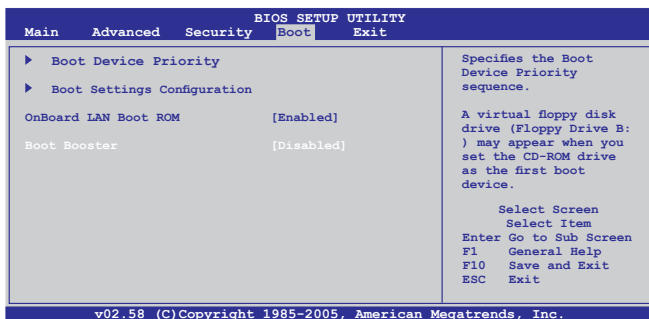 BIOS SETUP UTILITY
Main Advanced Security Boot Exit
Boot Device Priority
Boot Settings Configuration
OnBoard LAN Boot ROM [Enabled]
Boot Booster [Disabled]
Specifies the Boot
Device Priority
sequence.
A virtual floppy disk
drive (Floppy Drive B:
) may appear when you
set the CD-ROM drive
as the first boot
device.
Select Screen
Select Item
Enter Go to Sub Screen
F1 General Help
F10 Save and Exit
ESC Exit
v02.58 (C)Copyright 1985-2005, American Megatrends, Inc.